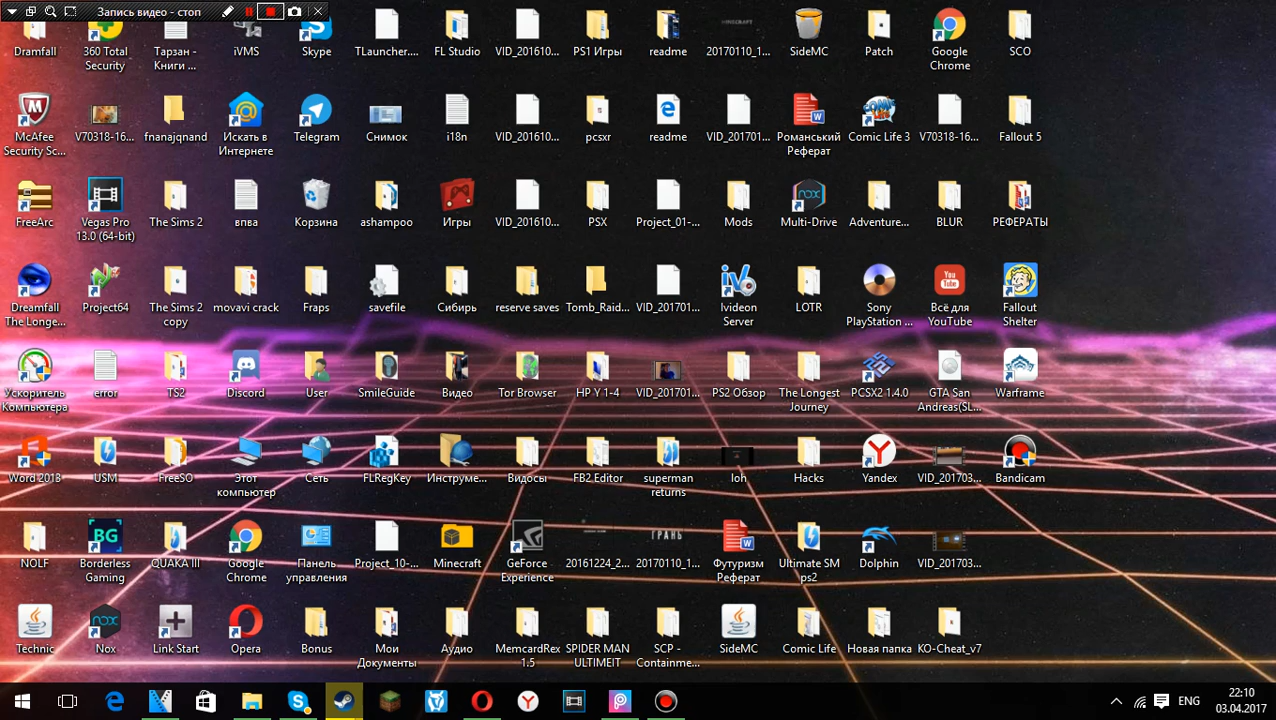 Запись видео - стоп
Dramfall
360 Total
Security
Тарзан -
Книги ...
iVMS
Skype
TLauncher....
FL Studio
VID_201610...
PS1 Игры
readme
20170110_1...
SideMC
Patch
Google
Chrome
SCO
McAfee
Security Sc...
V70318-16...
fnanajqnand
Искать в
Интернете
Telegram
Снимок
i18n
VID_201610...
pcsxr
readme
VID_201701...
Романський
Реферат
Comic Life 3
V70318-16...
Fallout 5
FreeArc
Vegas Pro
13.0 (64-bit)
The Sims 2
впва
Корзина
ashampoo
Игры
VID_201610...
PSX
Project_01-...
Mods
Multi-Drive
Adventure...
BLUR
РЕФЕРАТЫ
Dreamfall
The Longe...
Project64
The Sims 2
copy
movavi crack
Fraps
savefile
Сибирь
reserve saves
Tomb_Raid...
VID_201701...
Ivideon
Server
LOTR
Sony
PlayStation ...
Всё для
YouTube
Fallout
Shelter
Ускоритель
Компьютера
error
TS2
Discord
User
SmileGuide
Видео
Tor Browser
HP Y 1-4
VID_201701...
PS2 Обзор
The Longest
Journey
PCSX2 1.4.0
GTA San
Andreas(SL...
Warframe
Word 2013
USM
FreeSO
Этот
компьютер
Сеть
FLRegKey
Инструме...
Видосы
FB2 Editor
superman
returns
loh
Hacks
Yandex
VID_201703...
Bandicam
NOLF
Borderless
Gaming
QUAKA III
Google
Chrome
Панель
управления
Project_10-...
Minecraft
GeForce
Experience
20161224_2...
ГРАНЬ
20170110_1...
Футуризм
Реферат
Ultimate SM
ps2
Dolphin
VID_201703...
Technic
Nox
Link Start
Opera
Bonus
Мои
Документы
Аудио
MemcardRex
1.5
SPIDER MAN
ULTIMEIT
SCP -
Containme...
SideMC
Comic Life
Новая папка
KO-Cheat_v7
ENG
22:10
03.04.2017